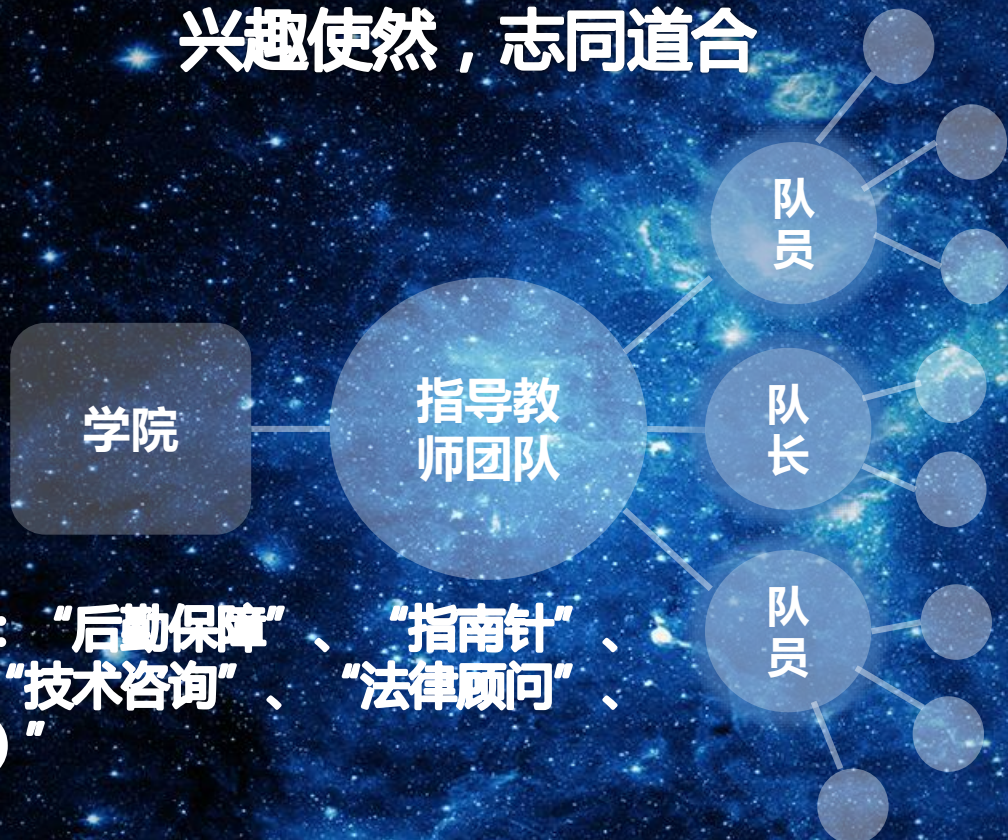 兴趣使然，志同道合
队
员
学院
指导教
师团队
队
长
队
员
：“后勤保障”、“指南针”、
“技术咨询”、“法律顾问”、
”